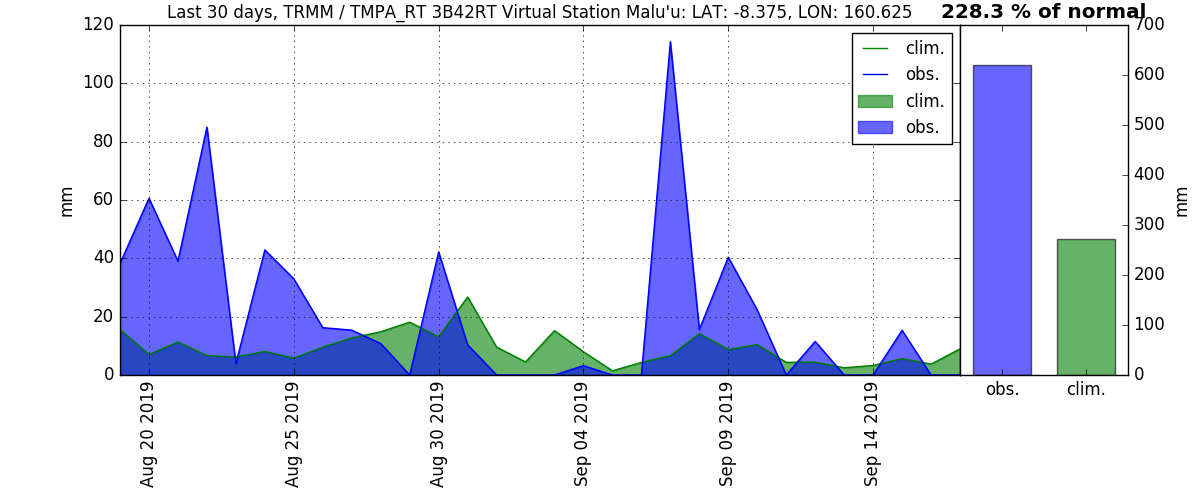 Last 30 days, TRMM / TMPA_RT 3B42RT Virtual Station Malu'u: LAT: -8.375, LON: 160.625
228.3 % of normal
120
100
80
60
40
20
0
mm
clim.
obs.
clim.
obs.
Aug 20 2019
Aug 25 2019
Aug 30 2019
Sep 04 2019
Sep 09 2019
Sep 14 2019
700
600
500
400
300
200
100
0
mm
obs.
clim.